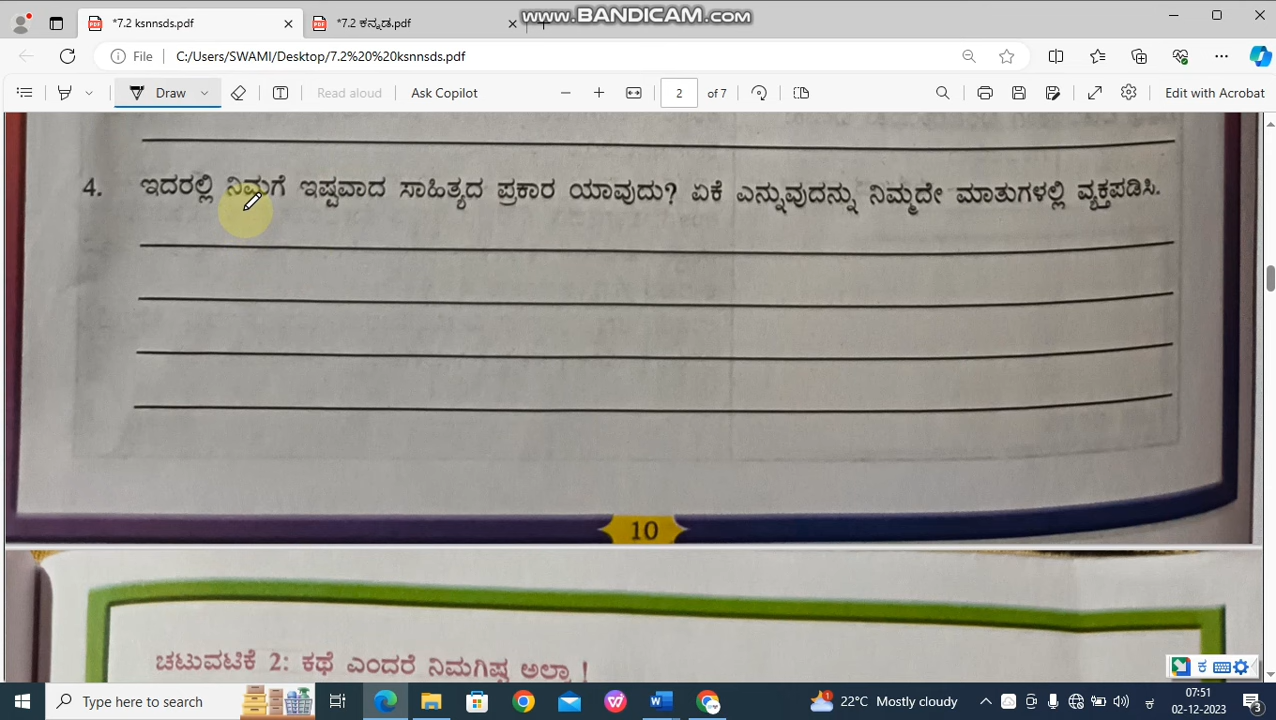 *7.2 ksnnsds.pdf
*7.2 ಕನ್ನಡ.pdf
www.BANDICAM.com
File C:/Users/SWAMI/Desktop/7.2%20%20ksnnsds.pdf
Draw Read aloud Ask Copilot 2 of 7 Edit with Acrobat
4. ಇದರಲ್ಲಿ ನಿಮಗೆ ಇಷ್ಟವಾದ ಸಾಹಿತ್ಯದ ಪ್ರಕಾರ ಯಾವುದು? ಏಕೆ ಎನ್ನುವುದನ್ನು ನಿಮ್ಮದೇ ಮಾತುಗಳಲ್ಲಿ ವ್ಯಕ್ತಪಡಿಸಿ.
10
ಚಟುವಟಿಕೆ 2: ಕಥೆ ಎಂದರೆ ನಿಮಗಿಷ್ಟ ಅಲ್ವಾ !
ಕ
Type here to search
1
22°C Mostly cloudy
07:51
02-12-2023
3